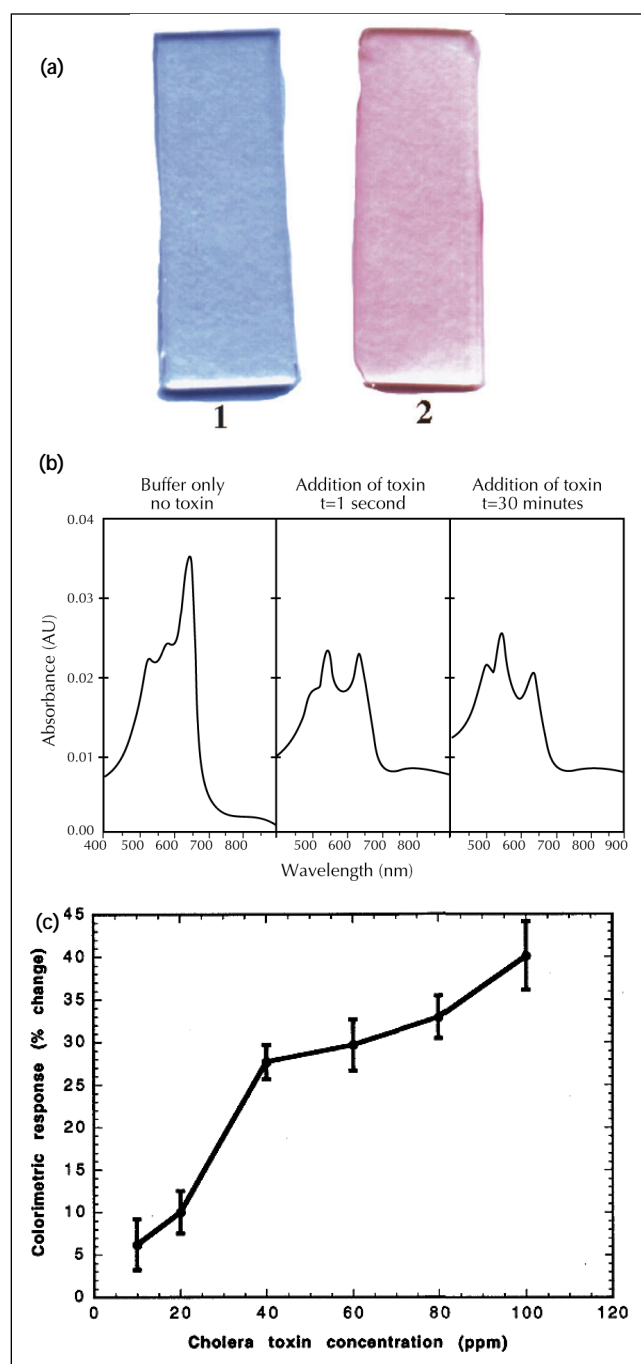 (a)
1 2
(b)
Buffer only
no toxin
Addition of toxin
t=1 second
Addition of toxin
t=30 minutes
Absorbance (AU)
0.04
0.03
0.02
0.01
0.00
400 500 600 700 800
500 600 700 800
500 600 700 800 900
Wavelength (nm)
(c)
Colorimetric response (% change)
45
40
35
30
25
20
15
10
5
0
0 20 40 60 80 100 120
Cholera toxin concentration (ppm)